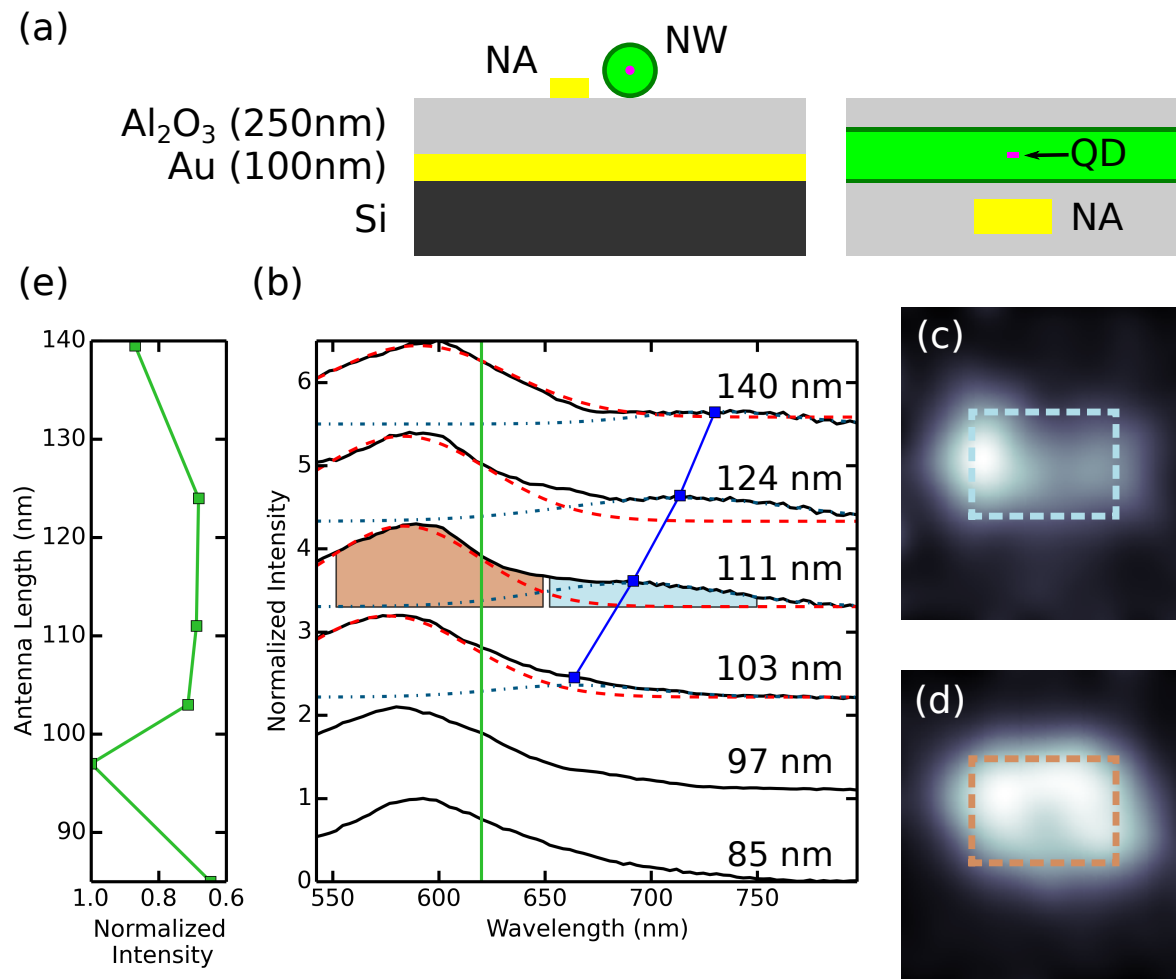 (a)
NA
NW
Al₂O₃ (250nm)
Au (100nm)
Si
QD
NA
(e)
140
130
120
110
100
90
1.0 0.8 0.6
Antenna Length (nm)
Normalized
Intensity
(b)
6
5
4
3
2
1
0
Normalized Intensity
140 nm
124 nm
111 nm
103 nm
97 nm
85 nm
550 600 650 700 750
Wavelength (nm)
(c)
(d)